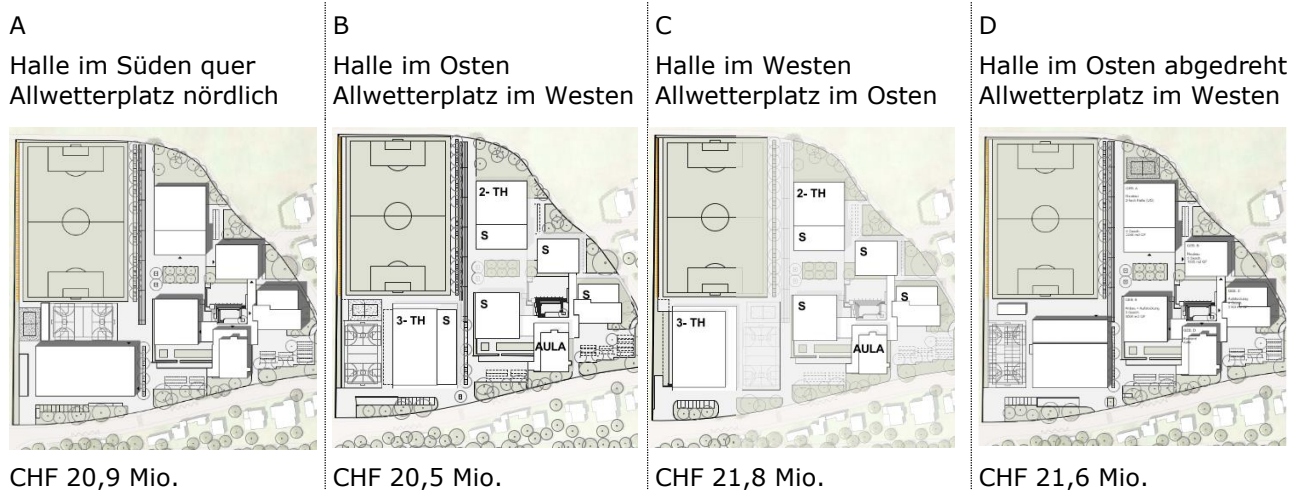 A
Halle im Süden quer
Allwetterplatz nördlich
CHF 20,9 Mio.
B
Halle im Osten
Allwetterplatz im Westen
2- TH
S
S
S
S
3- TH
S
AULA
CHF 20,5 Mio.
C
Halle im Westen
Allwetterplatz im Osten
2- TH
S
S
S
S
3- TH
AULA
CHF 21,8 Mio.
D
Halle im Osten abgedreht
Allwetterplatz im Westen
CHF 21,6 Mio.